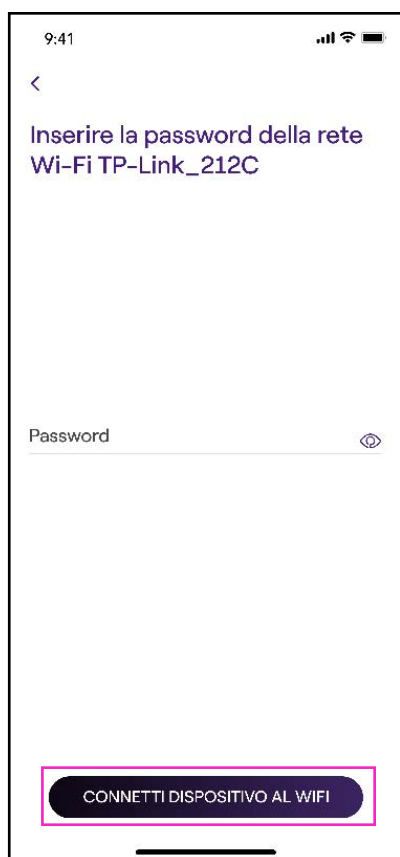 9:41
Inserire la password della rete
Wi-Fi TP-Link_212C
Password
CONNETTI DISPOSITIVO AL WIFI